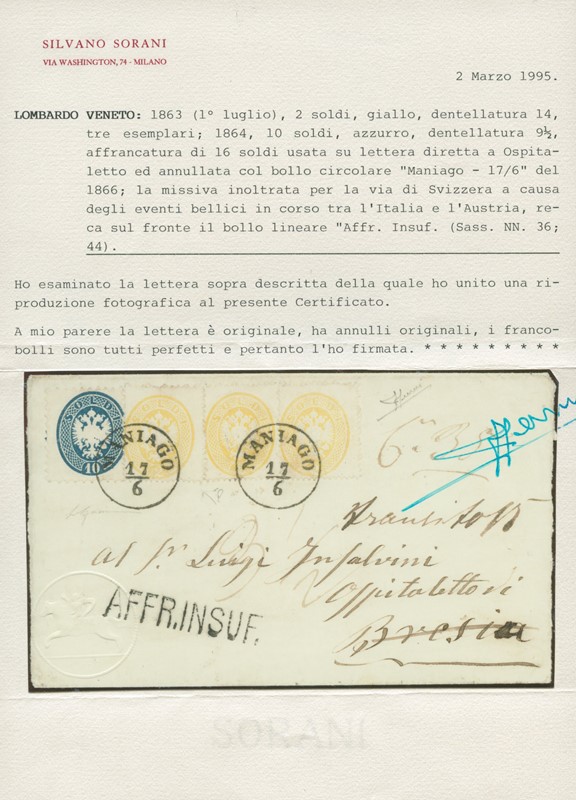 SILVANO SORANI
VIA WASHINGTON, 74 - MILANO
2 Marzo 1995.
LOMBARDO VENETO: 1863 (1° luglio), 2 soldi, giallo, dentellatura 14,
tre esemplari; 1864, 10 soldi, azzurro, dentellatura 9½,
affrancatura di 16 soldi usata su lettera diretta a Ospita-
letto ed annullata col bollo circolare "Maniago - 17/6" del
1866; la missiva inoltrata per la via di Svizzera a causa
degli eventi bellici in corso tra l'Italia e l'Austria, re-
ca sul fronte il bollo lineare "Affr. Insuf. (Sass. NN. 36;
44).
Ho esaminato la lettera sopra descritta della quale ho unito una ri-
produzione fotografica al presente Certificato.
A mio parere la lettera è originale, ha annulli originali, i franco-
bolli sono tutti perfetti e pertanto l'ho firmata. * * * * * * * * *
SOLDI
10
MANIAGO
17
6
MANIAGO
17
6
al Sr Luigi Insalvini
Ospitaletto di
Bresia
AFFR.INSUF.
SORANI